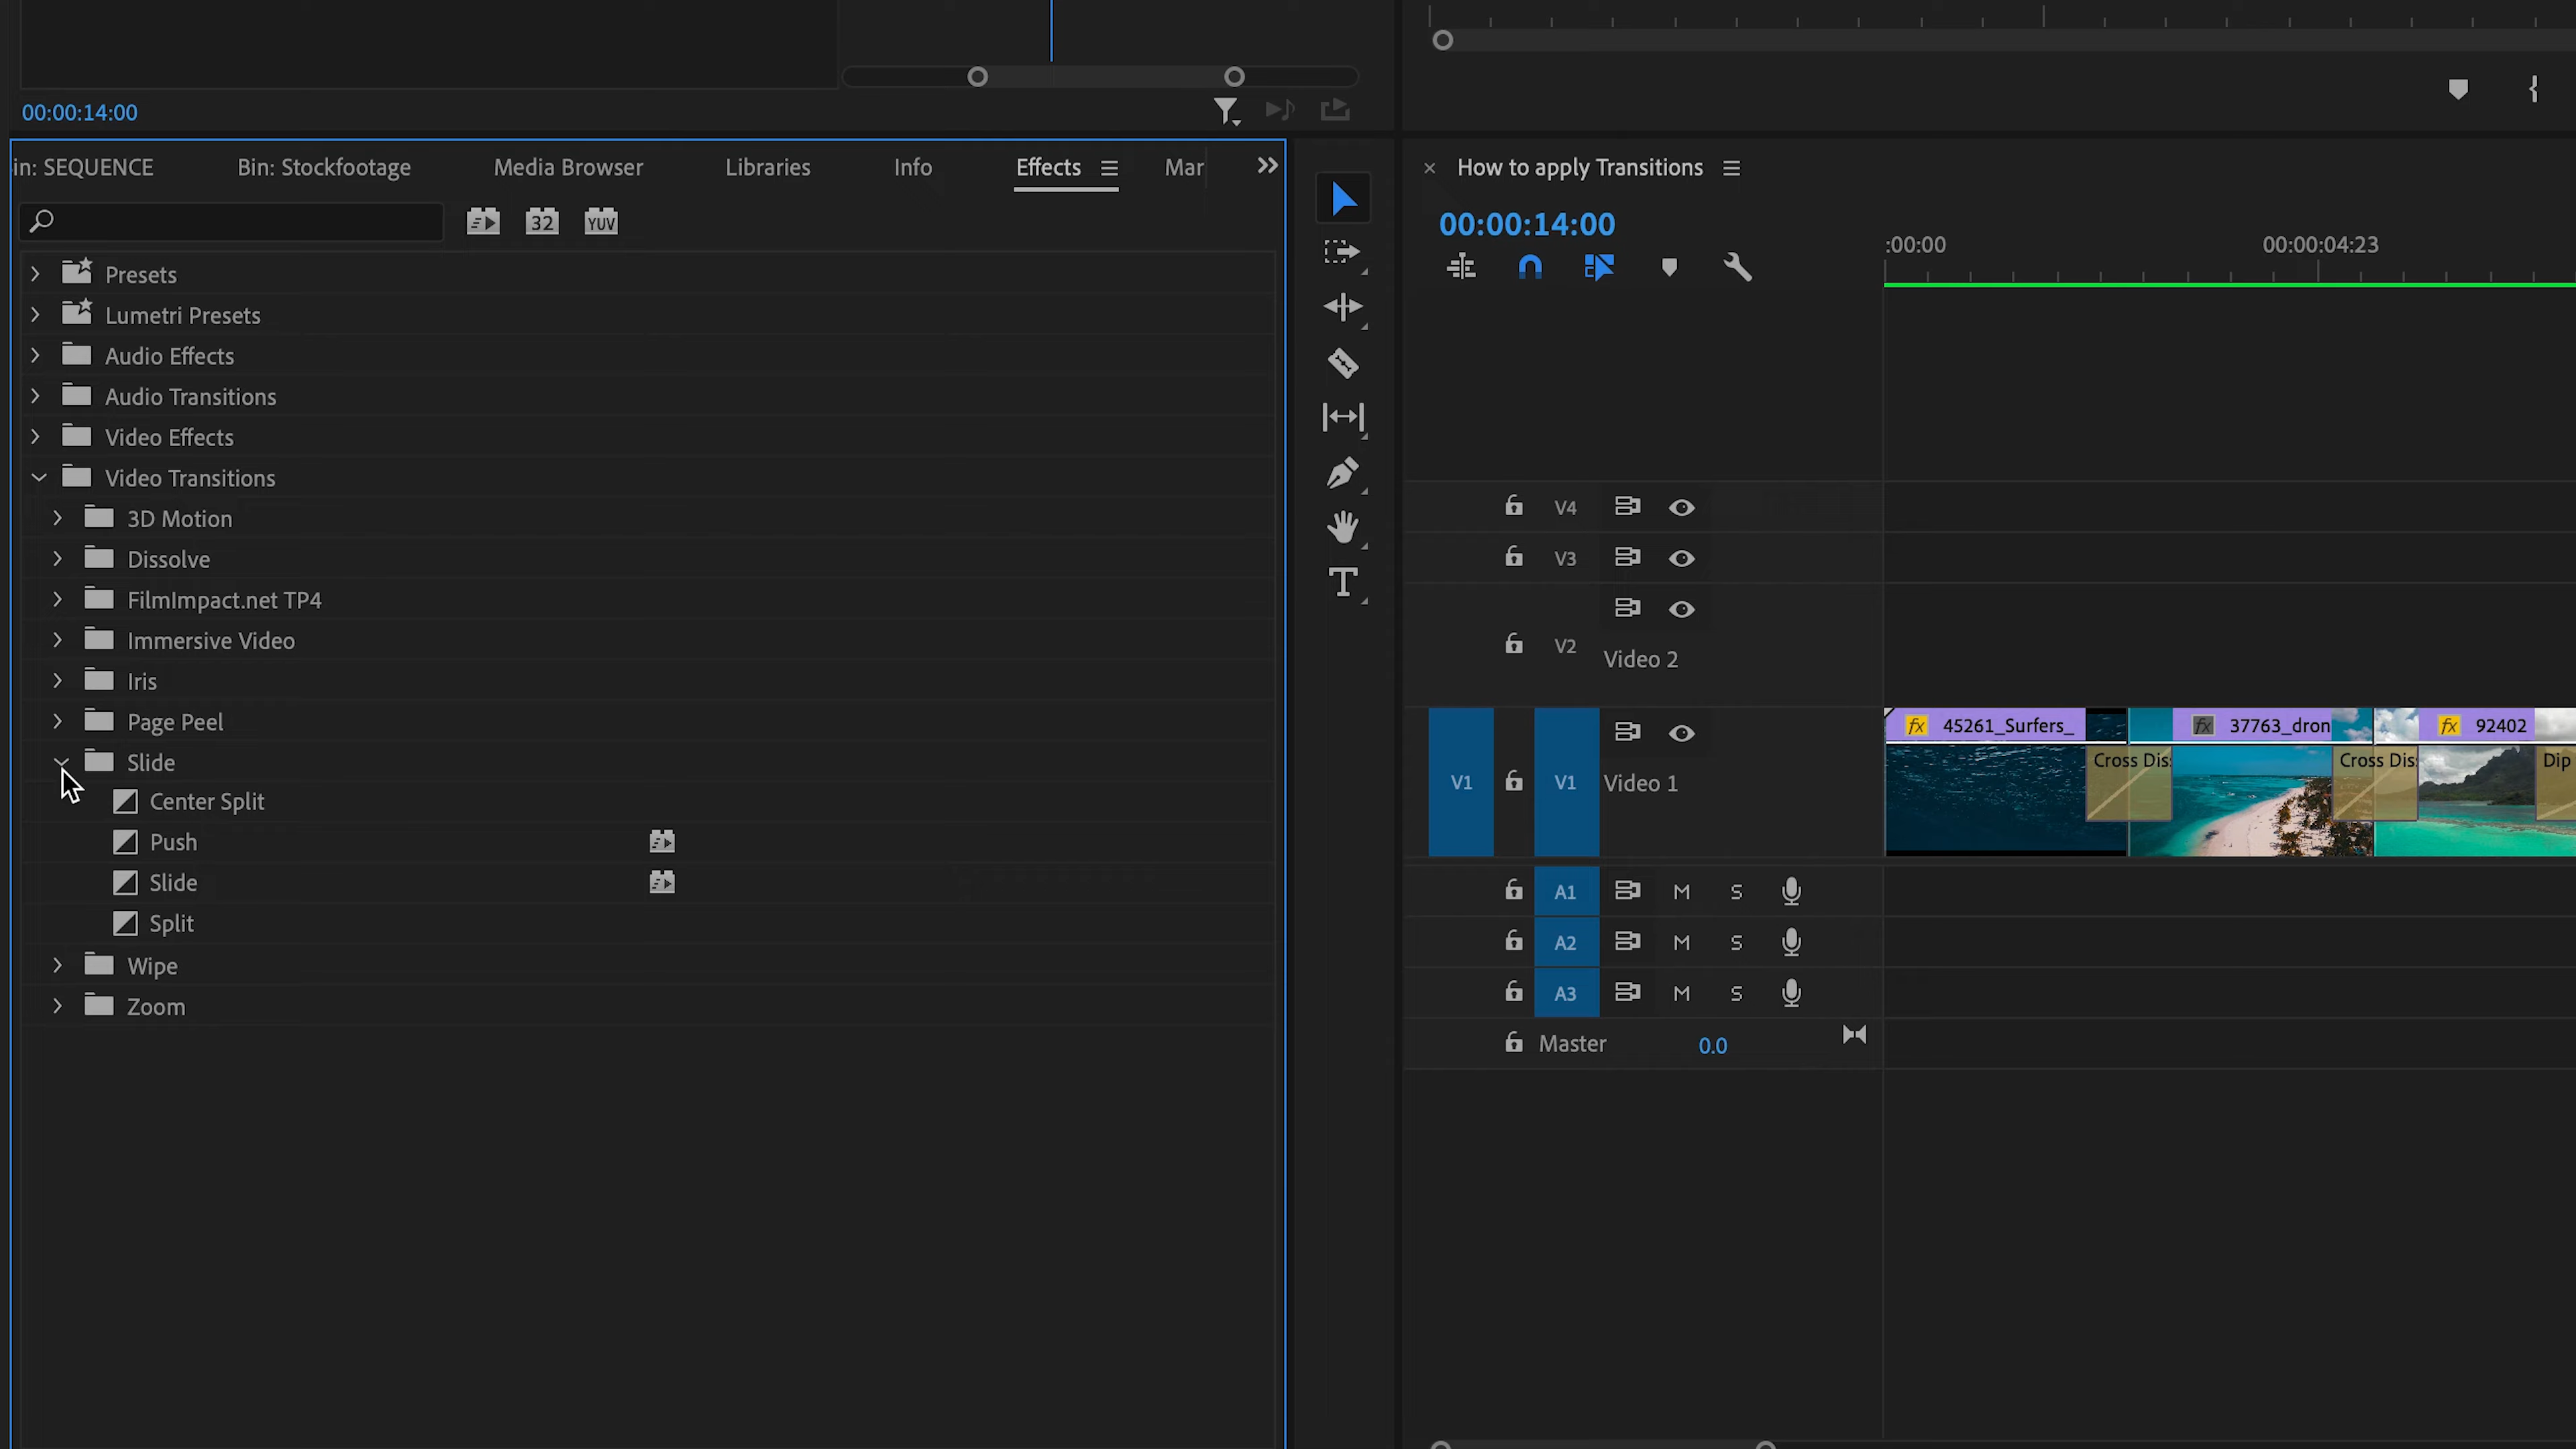 00:00:14:00
in: SEQUENCE
Bin: Stockfootage
Media Browser
Libraries
Info
Effects
Mar
32
YUV
Presets
Lumetri Presets
Audio Effects
Audio Transitions
Video Effects
Video Transitions
3D Motion
Dissolve
FilmImpact.net TP4
Immersive Video
Iris
Page Peel
Slide
Center Split
Push
Slide
Split
Wipe
Zoom
T
How to apply Transitions
00:00:14:00
:00:00
00:00:04:23
V4
V3
V2
Video 2
V1
V1
Video 1
fx 45261_Surfers_
fx 37763_dron
fx 92402
Cross Dis
Cross Dis
Dip
A1 M S
A2 M S
A3 M S
Master 0.0